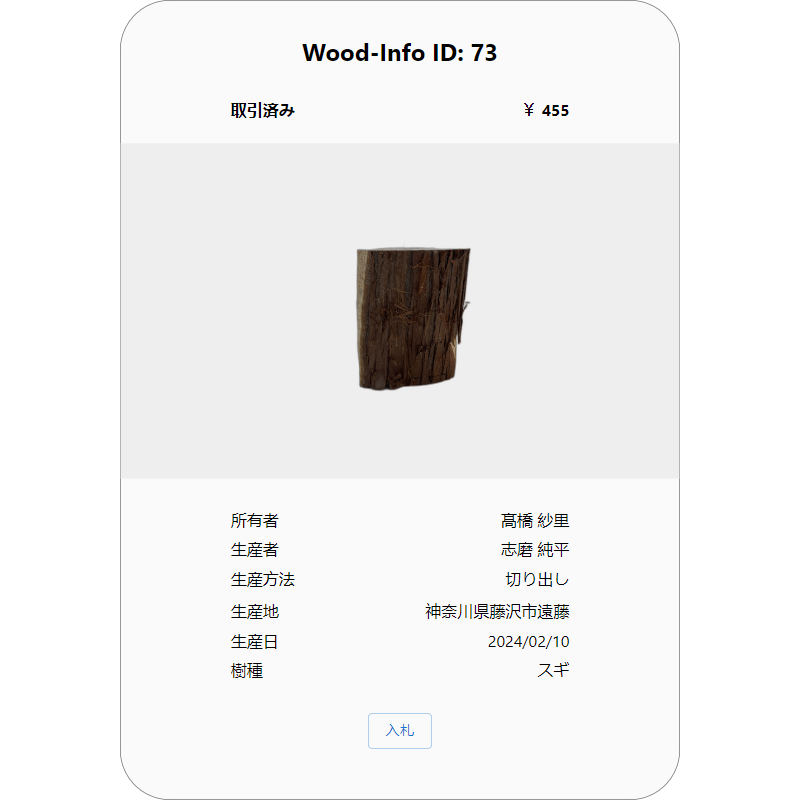 Wood-Info ID: 73
取引済み ￥ 455
所有者 髙橋 紗里
生産者 志磨 純平
生産方法 切り出し
生産地 神奈川県藤沢市遠藤
生産日 2024/02/10
樹種 スギ
入札